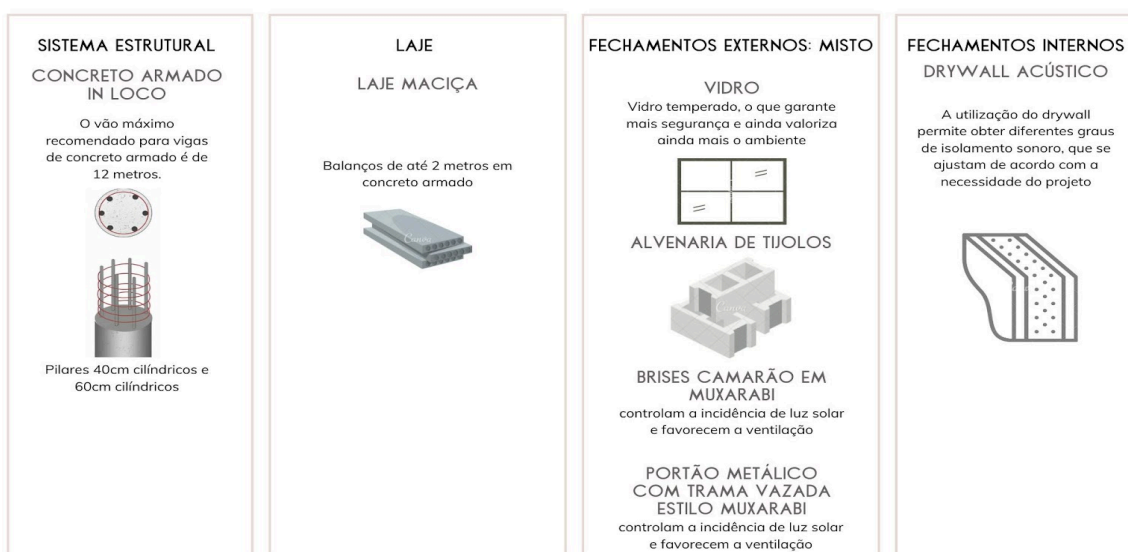 SISTEMA ESTRUTURAL
CONCRETO ARMADO
IN LOCO
O vão máximo
recomendado para vigas
de concreto armado é de
12 metros.
Pilares 40cm cilíndricos e
60cm cilíndricos
LAJE
LAJE MACIÇA
Balanços de até 2 metros em
concreto armado
Canva
FECHAMENTOS EXTERNOS: MISTO
VIDRO
Vidro temperado, o que garante
mais segurança e ainda valoriza
ainda mais o ambiente
ALVENARIA DE TIJOLOS
Canva
BRISES CAMARÃO EM
MUXARABI
controlam a incidência de luz solar
e favorecem a ventilação
PORTÃO METÁLICO
COM TRAMA VAZADA
ESTILO MUXARABI
controlam a incidência de luz solar
e favorecem a ventilação
FECHAMENTOS INTERNOS
DRYWALL ACÚSTICO
A utilização do drywall
permite obter diferentes graus
de isolamento sonoro, que se
ajustam de acordo com a
necessidade do projeto